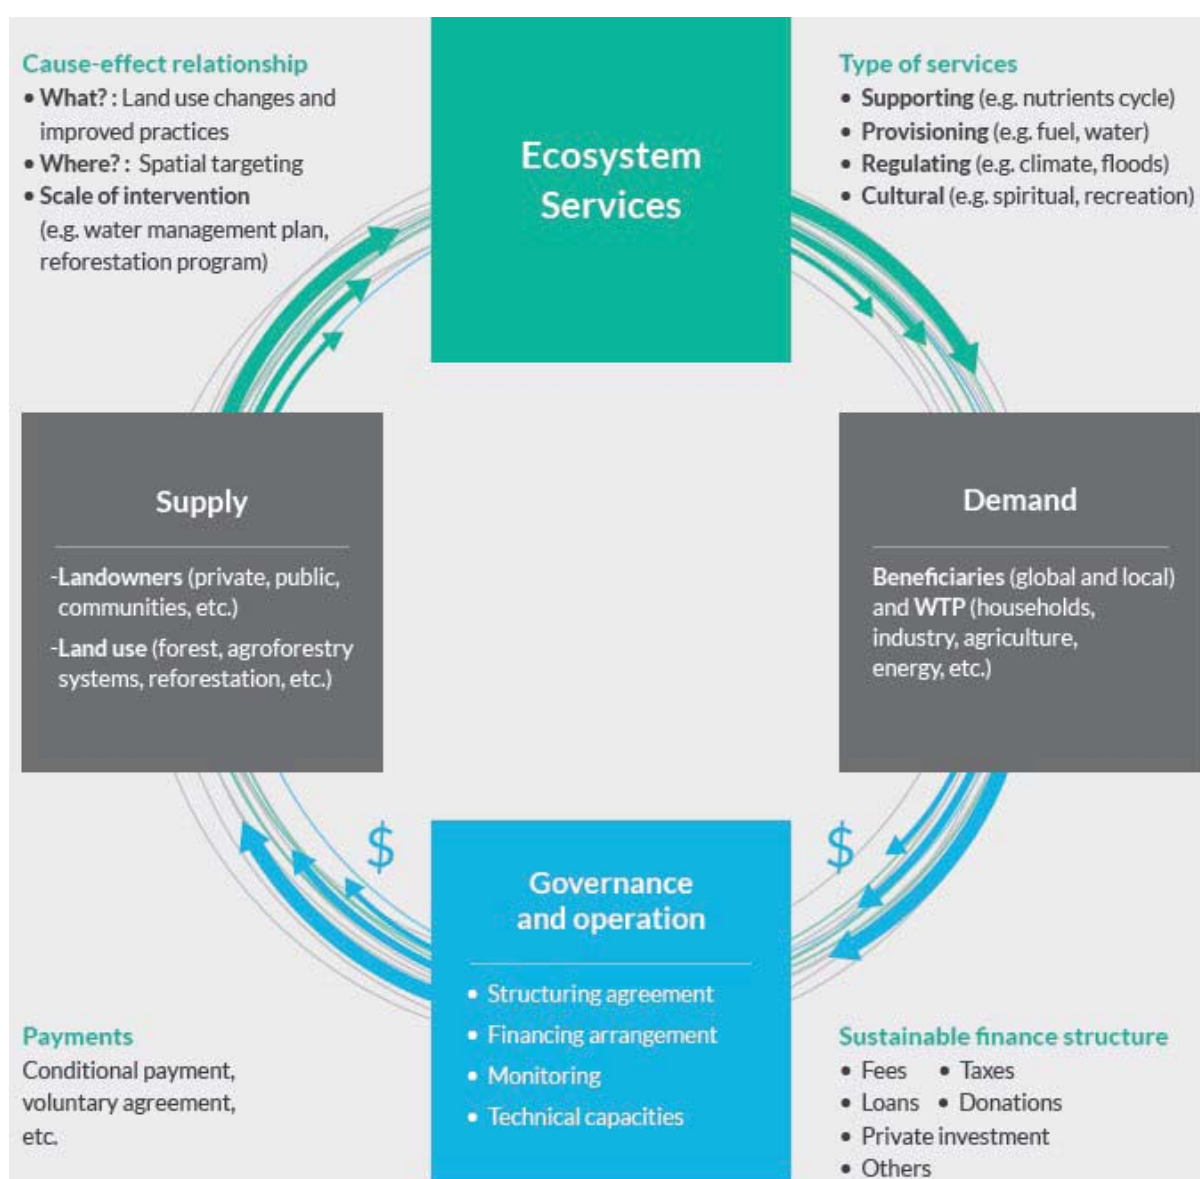 Cause-effect relationship
• What? : Land use changes and
improved practices
• Where? : Spatial targeting
• Scale of intervention
(e.g. water management plan,
reforestation program)
Ecosystem
Services
Type of services
• Supporting (e.g. nutrients cycle)
• Provisioning (e.g. fuel, water)
• Regulating (e.g. climate, floods)
• Cultural (e.g. spiritual, recreation)
Supply
-Landowners (private, public,
communities, etc.)
-Land use (forest, agroforestry
systems, reforestation, etc.)
Demand
Beneficiaries (global and local)
and WTP (households,
industry, agriculture,
energy, etc.)
$
$
Governance
and operation
• Structuring agreement
• Financing arrangement
• Monitoring
• Technical capacities
Payments
Conditional payment,
voluntary agreement,
etc.
Sustainable finance structure
• Fees • Taxes
• Loans • Donations
• Private investment
• Others